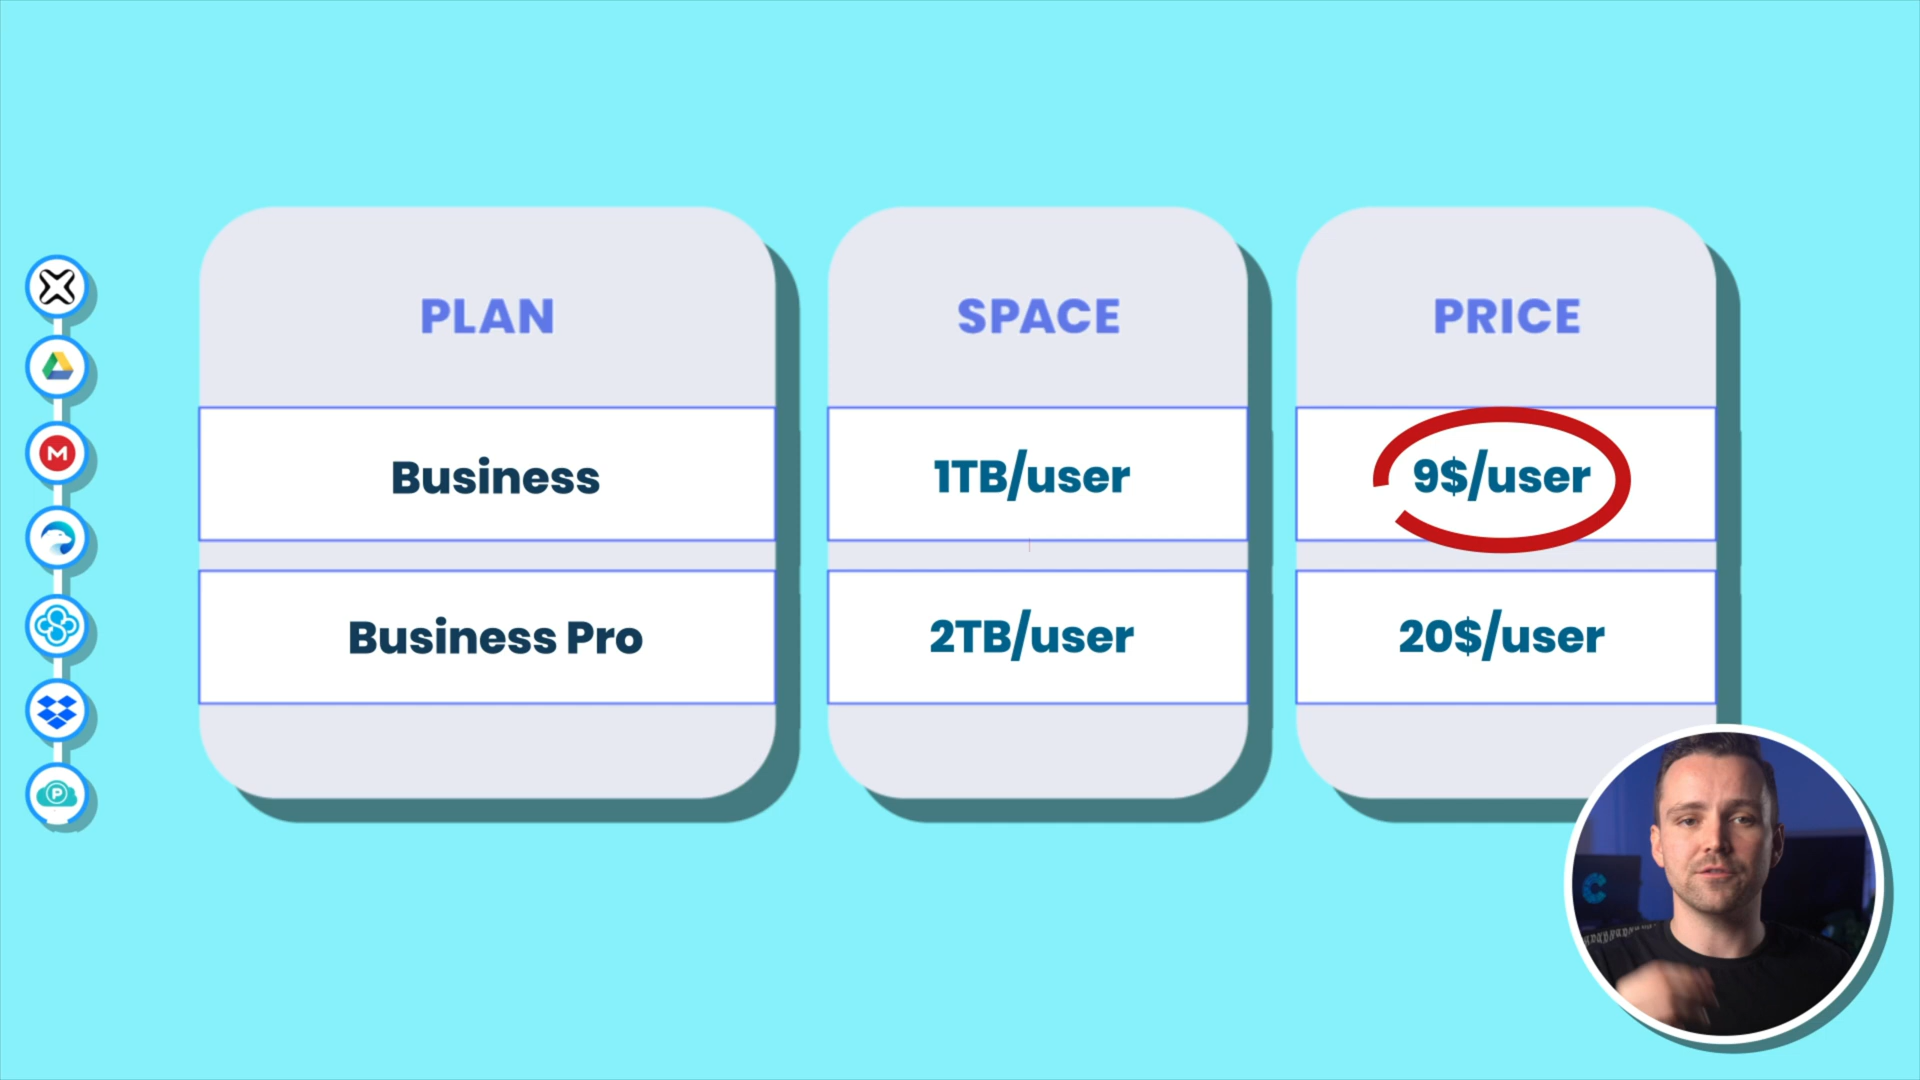 PLAN SPACE PRICE
Business 1TB/user 9$/user
Business Pro 2TB/user 20$/user
M
P
C